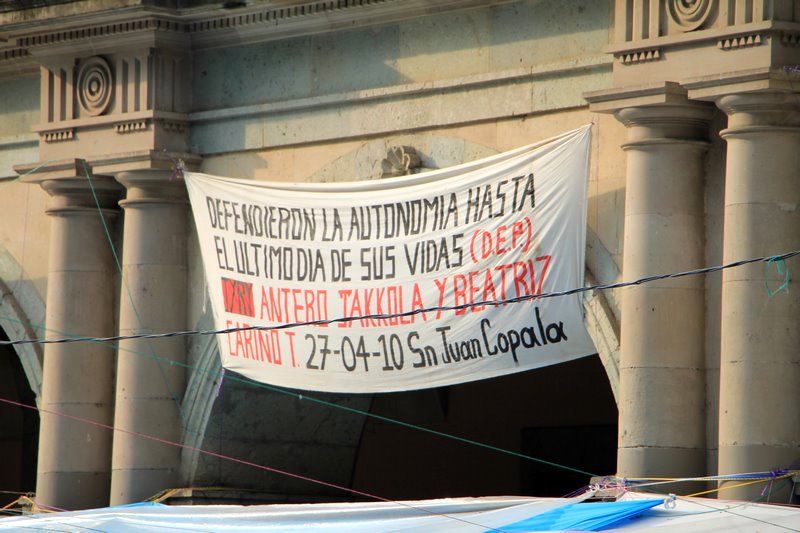 DEFENDIERON LA AUTONOMIA HASTA
EL ULTIMO DIA DE SUS VIDAS (D.E.P.)
ANTERO JAKKOLA Y BEATRIZ
CARIÑO T. 27-04-10 Sn Juan Copala